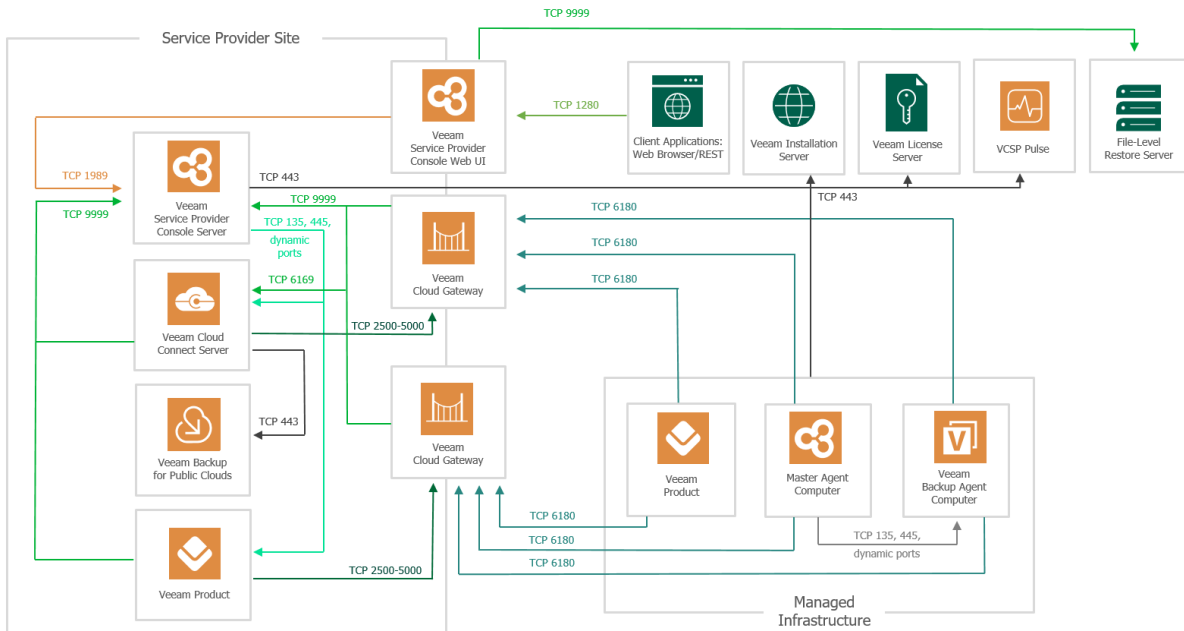 TCP 9999
Service Provider Site
Veeam
Service Provider
Console Web UI
TCP 1280
Client Applications:
Web Browser/REST
Veeam Installation
Server
Veeam License
Server
VCSP Pulse
File-Level
Restore Server
TCP 1989
TCP 9999
Veeam
Service Provider
Console Server
TCP 443
TCP 443
TCP 9999
TCP 135, 445,
dynamic
ports
Veeam
Cloud Gateway
TCP 6180
TCP 6180
TCP 6180
TCP 6169
C
Veeam Cloud
Connect Server
TCP 2500-5000
TCP 443
Veeam Backup
for Public Clouds
Veeam
Cloud Gateway
Veeam
Product
Master Agent
Computer
V
Veeam
Backup Agent
Computer
TCP 6180
TCP 6180
TCP 6180
TCP 135, 445,
dynamic ports
Veeam Product
TCP 2500-5000
Managed
Infrastructure